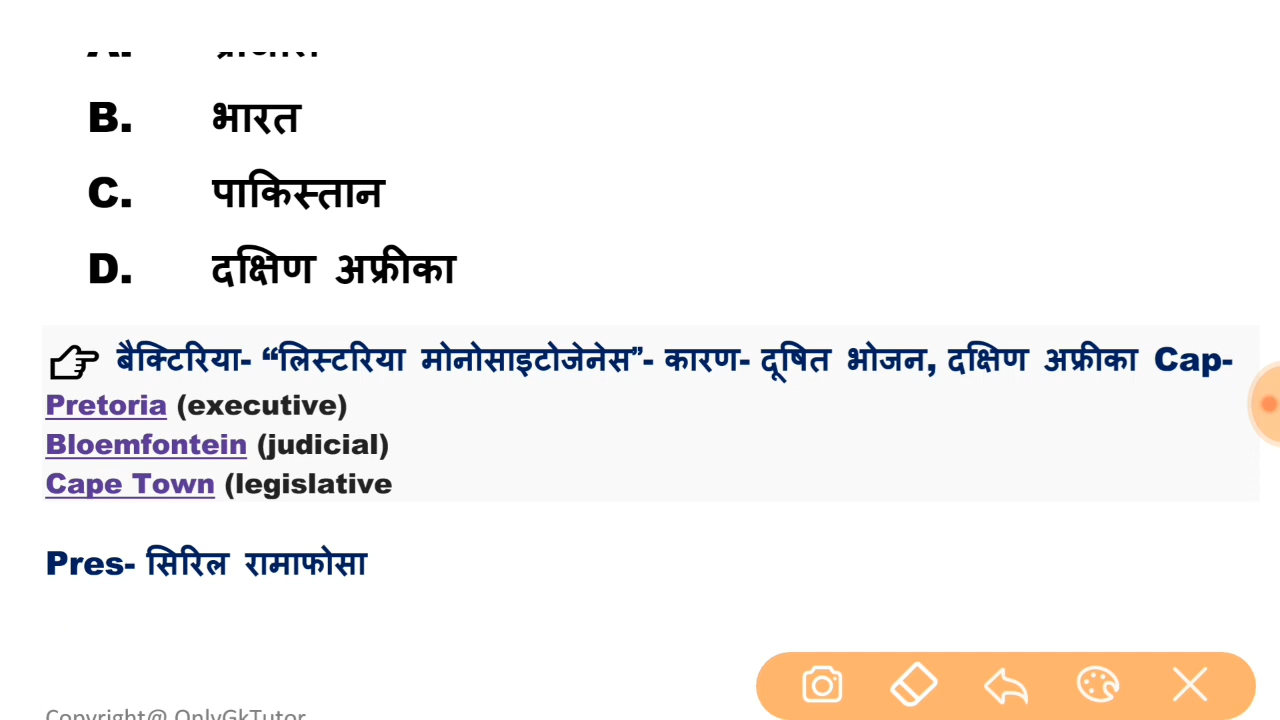 B. भारत
C. पाकिस्तान
D. दक्षिण अफ्रीका
बैक्टिरिया- “लिस्टरिया मोनोसाइटोजेनेस”- कारण- दूषित भोजन, दक्षिण अफ्रीका Cap-
Pretoria (executive)
Bloemfontein (judicial)
Cape Town (legislative
Pres- सिरिल रामाफोसा
Copyright@ OnlyGkTutor